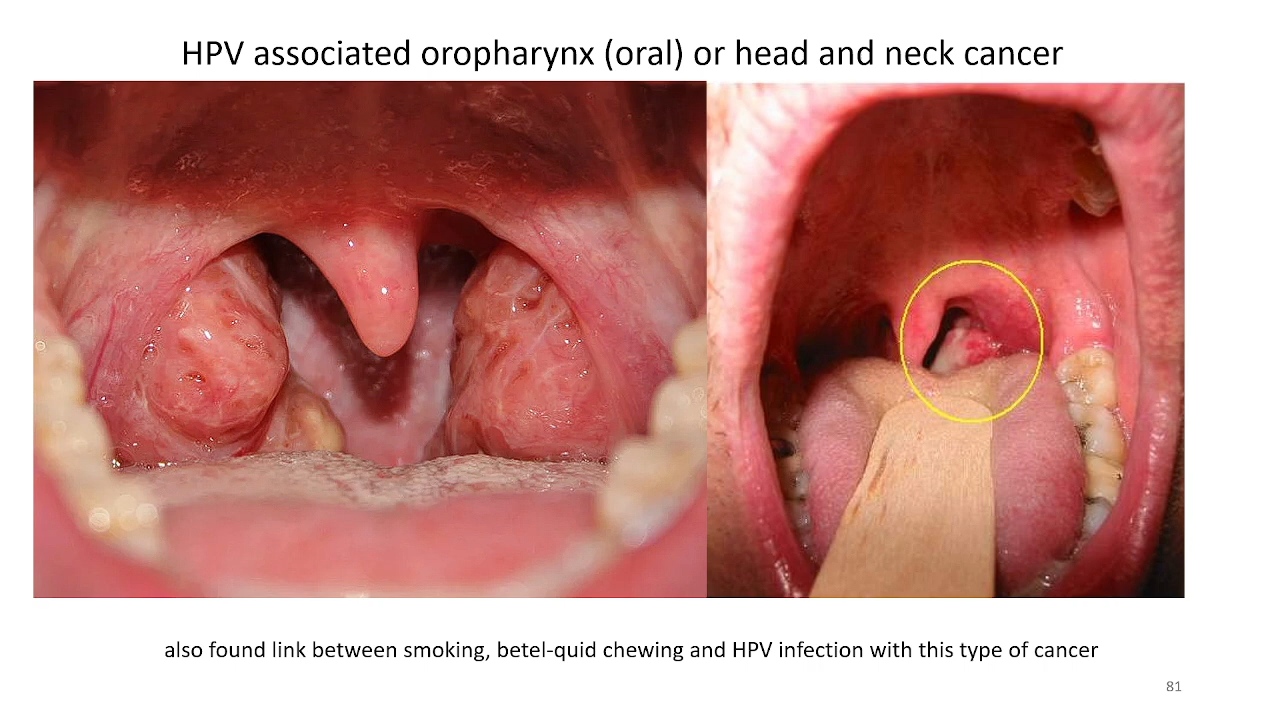 HPV associated oropharynx (oral) or head and neck cancer
also found link between smoking, betel-quid chewing and HPV infection with this type of cancer
81